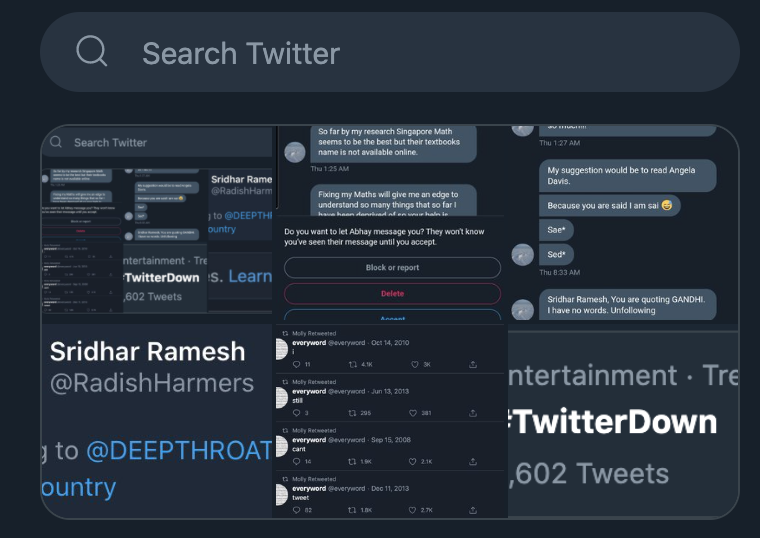 Search Twitter
Search Twitter
Sridhar Rame
@RadishHarm
g to @DEEPTHR
ountry
ntertainment
#TwitterDown
,602 Tweets
s. Learn
So far by my research Singapore Math
seems to be the best but their textbooks
name is not available online.
Thu 1:25 AM
Fixing my Maths will give me an edge to
understand so many things that so far I
have been deprived of so your help is
Do you want to let Abhay message you? They won't know
you've seen their message until you accept.
Block or report
Delete
Accept
so much!!!
Thu 1:27 AM
My suggestion would be to read Angela
Davis.
Because you are said I am sai 😅
Sae*
Sed*
Thu 8:33 AM
Sridhar Ramesh, You are quoting GANDHI.
I have no words. Unfollowing
Sridhar Ramesh
@RadishHarmers
g to @DEEPTHROAT
ountry
Molly Retweeted
everyword @everyword · Oct 14, 2010
i
11 4.1K 3K
Molly Retweeted
everyword @everyword · Jun 13, 2013
still
3 295 381
Molly Retweeted
everyword @everyword · Sep 15, 2008
cant
14 1.9K 2.1K
Molly Retweeted
everyword @everyword · Dec 11, 2013
tweet
52 1.8K 2.7K
ntertainment · Tre
#TwitterDown
,602 Tweets